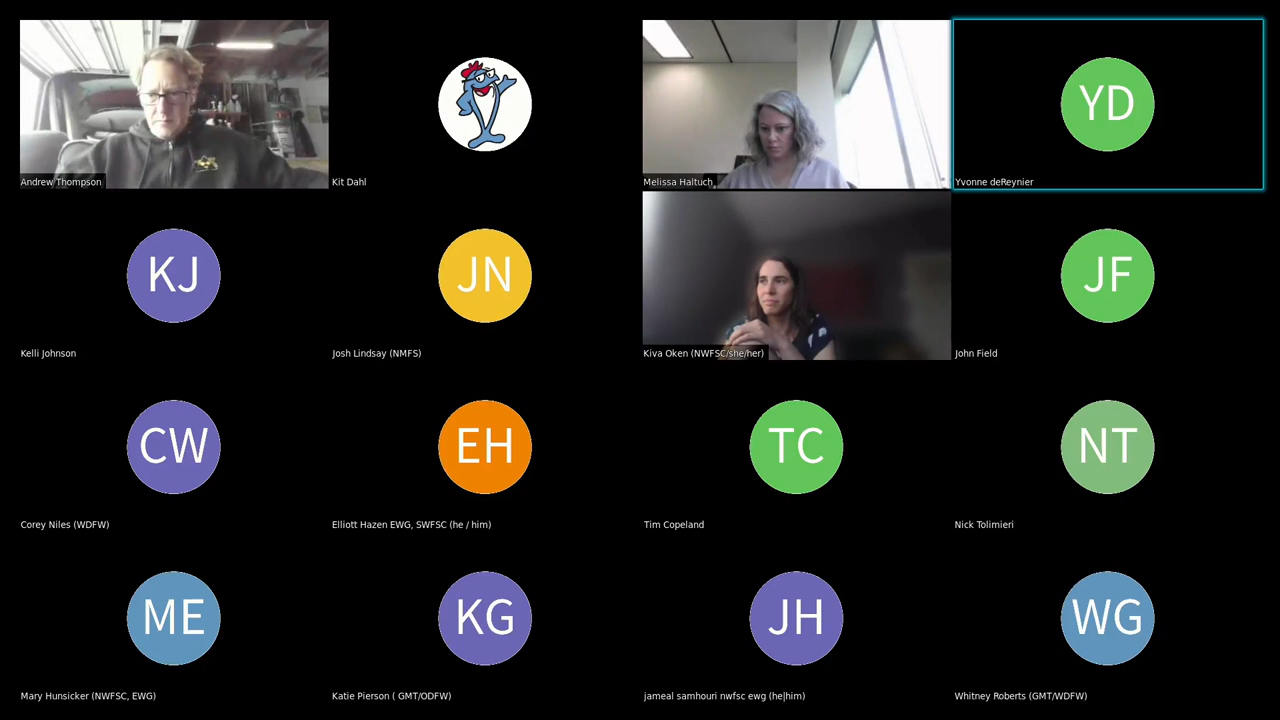 YD
Andrew Thompson
Kit Dahl
Melissa Haltuch
Yvonne deReynier
KJ
JN
JF
Kelli Johnson
Josh Lindsay (NMFS)
Kiva Oken (NWFSC/she/her)
John Field
CW
EH
TC
NT
Corey Niles (WDFW)
Elliott Hazen EWG, SWFSC (he / him)
Tim Copeland
Nick Tolimieri
ME
KG
JH
WG
Mary Hunsicker (NWFSC, EWG)
Katie Pierson ( GMT/ODFW)
jameal samhouri nwfsc ewg (he|him)
Whitney Roberts (GMT/WDFW)